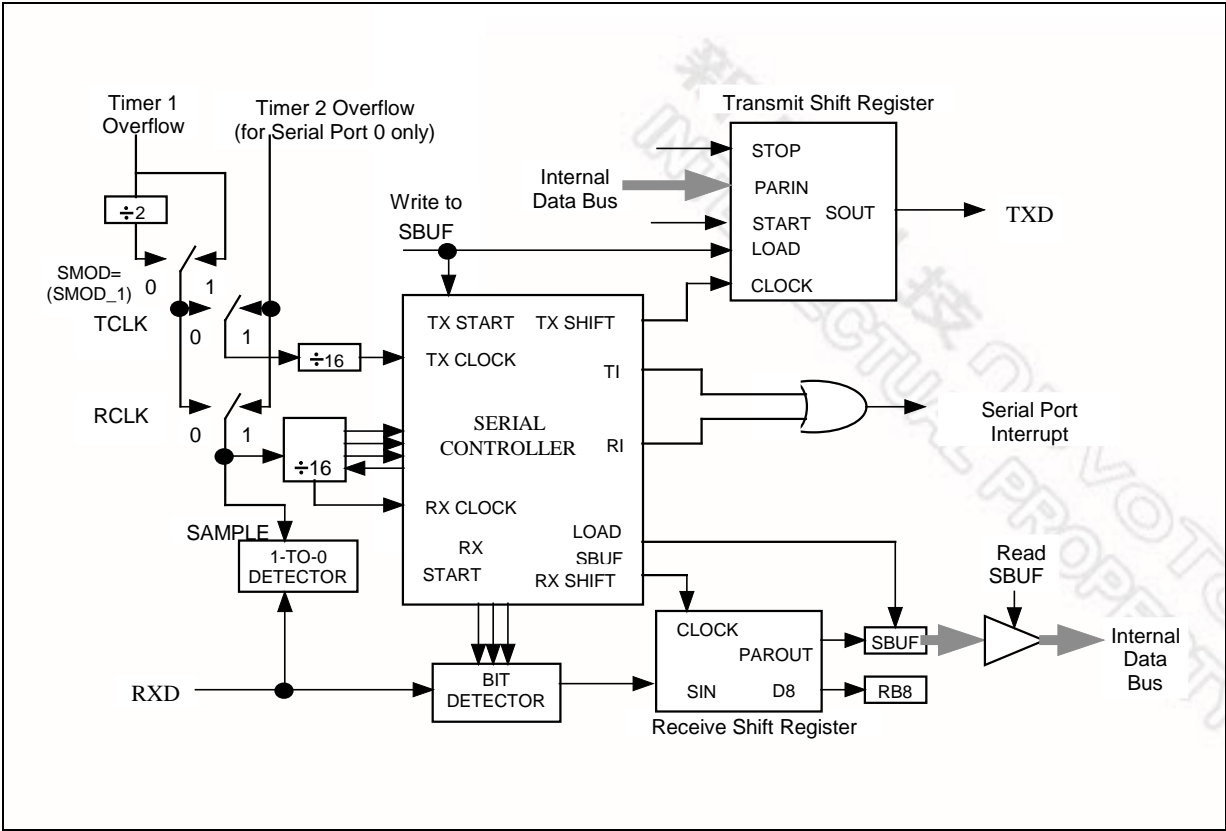 Timer 1
Overflow
Timer 2 Overflow
(for Serial Port 0 only)
÷2
SMOD=
(SMOD_1)
0
1
TCLK
0
1
÷16
RCLK
0
1
÷16
SAMPLE
1-TO-0
DETECTOR
RXD
Write to
SBUF
TX START
TX SHIFT
TX CLOCK
TI
SERIAL
CONTROLLER
RI
RX CLOCK
LOAD
SBUF
RX
START
RX SHIFT
BIT
DETECTOR
Transmit Shift Register
Internal
Data Bus
STOP
PARIN
START
LOAD
CLOCK
SOUT
TXD
Serial Port
Interrupt
CLOCK
PAROUT
SIN
D8
Receive Shift Register
SBUF
RB8
Read
SBUF
Internal
Data
Bus